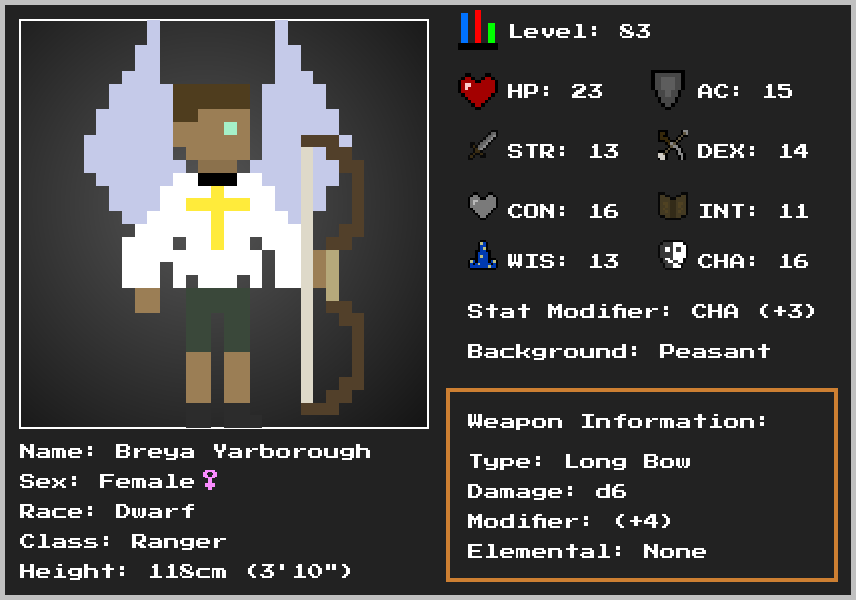 Level: 83
HP: 23
AC: 15
STR: 13
DEX: 14
CON: 16
INT: 11
WIS: 13
CHA: 16
Stat Modifier: CHA (+3)
Background: Peasant
Weapon Information:
Type: Long Bow
Damage: d6
Modifier: (+4)
Elemental: None
Name: Breya Yarborough
Sex: Female♀
Race: Dwarf
Class: Ranger
Height: 118cm (3'10")